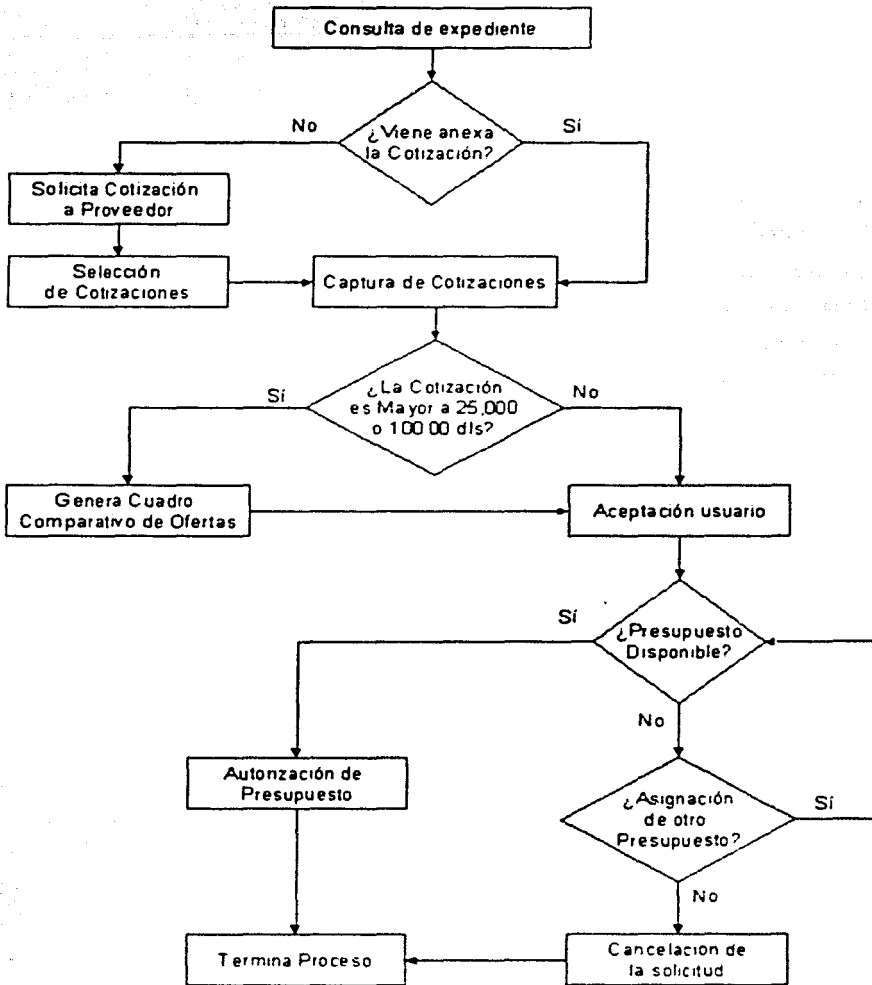 Consulta de expediente
No
¿Viene anexa
la Cotización?
Sí
Solicita Cotización
a Proveedor
Selección
de Cotizaciones
Captura de Cotizaciones
Sí
¿La Cotización
es Mayor a 25,000
o 100 00 dls?
No
Genera Cuadro
Comparativo de Ofertas
Aceptación usuario
Sí
¿Presupuesto
Disponible?
No
Autorización de
Presupuesto
¿Asignación
de otro
Presupuesto?
Sí
No
Termina Proceso
Cancelación de
la solicitud